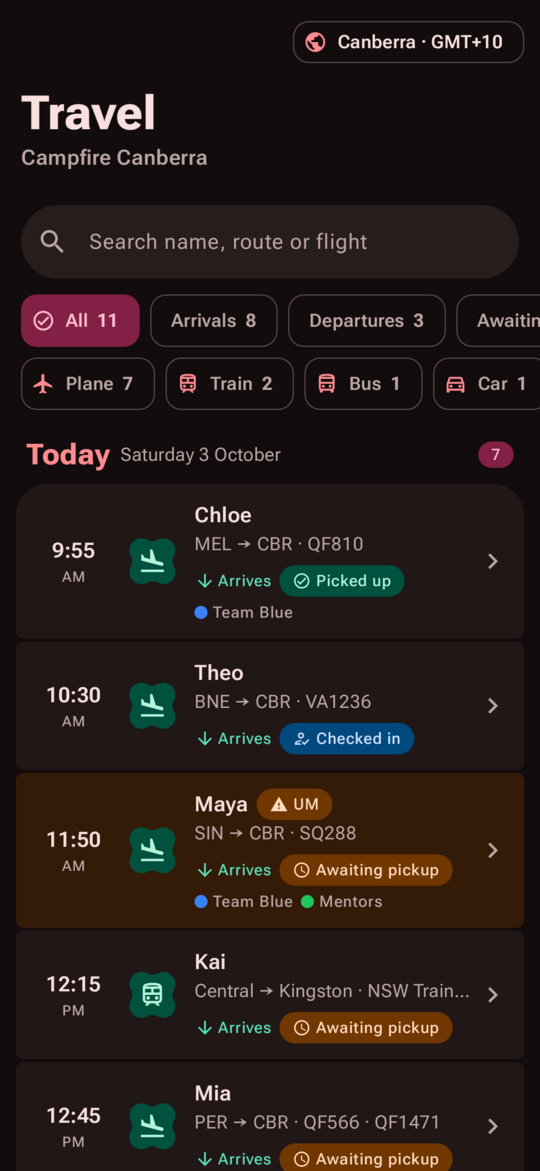 Canberra · GMT+10
Travel
Campfire Canberra
Search name, route or flight
All 11 Arrivals 8 Departures 3 Awaitin
Plane 7 Train 2 Bus 1 Car 1
Today Saturday 3 October 7
Chloe
9:55 AM
MEL → CBR · QF810
↓ Arrives Picked up
Team Blue
Theo
10:30 AM
BNE → CBR · VA1236
↓ Arrives Checked in
Maya UM
11:50 AM
SIN → CBR · SQ288
↓ Arrives Awaiting pickup
Team Blue Mentors
Kai
12:15 PM
Central → Kingston · NSW Train...
↓ Arrives Awaiting pickup
Mia
12:45 PM
PER → CBR · QF566 · QF1471
↓ Arrives Awaiting pickup